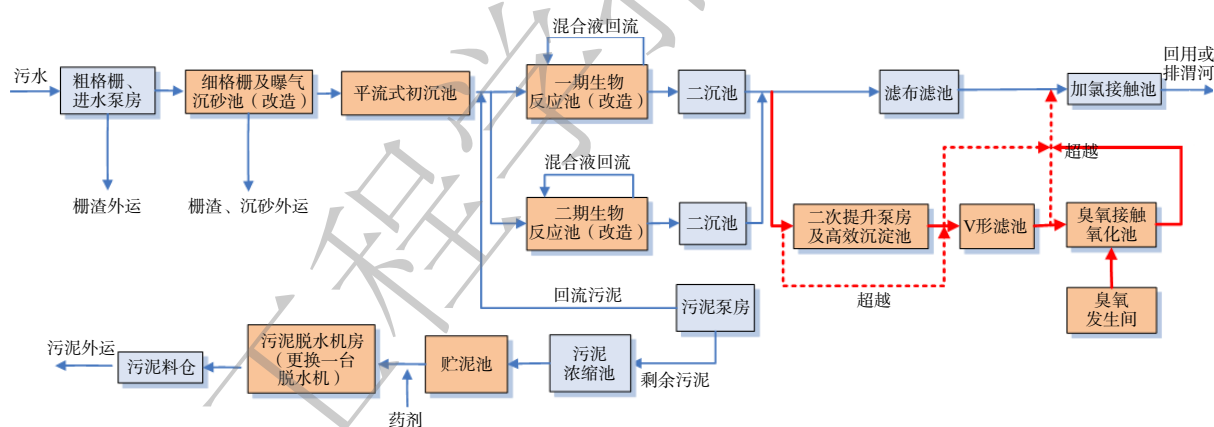 混合液回流
污水
粗格栅、
进水泵房
细格栅及曝气
沉砂池（改造）
平流式初沉池
一期生物
反应池（改造）
二沉池
滤布滤池
加氯接触池
回用或
排渭河
超越
栅渣外运
栅渣、沉砂外运
混合液回流
二期生物
反应池（改造）
二沉池
二次提升泵房
及高效沉淀池
V形滤池
臭氧接触
氧化池
超越
臭氧
发生间
回流污泥
污泥泵房
污泥外运
污泥料仓
污泥脱水机房
（更换一台
脱水机）
贮泥池
污泥
浓缩池
剩余污泥
药剂
工程学